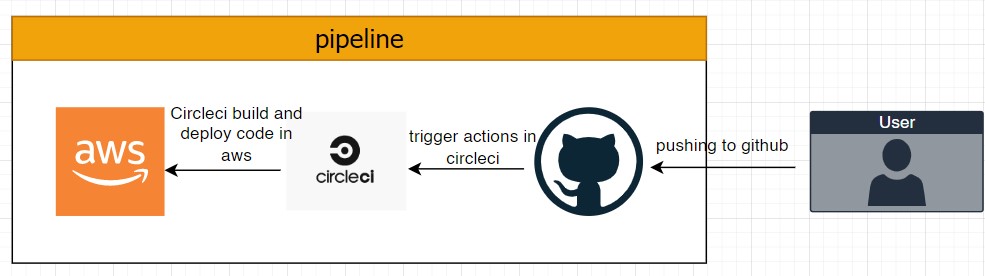 pipeline
Circleci build and
deploy code in
aws
aws
circleci
trigger actions in
circleci
pushing to github
User